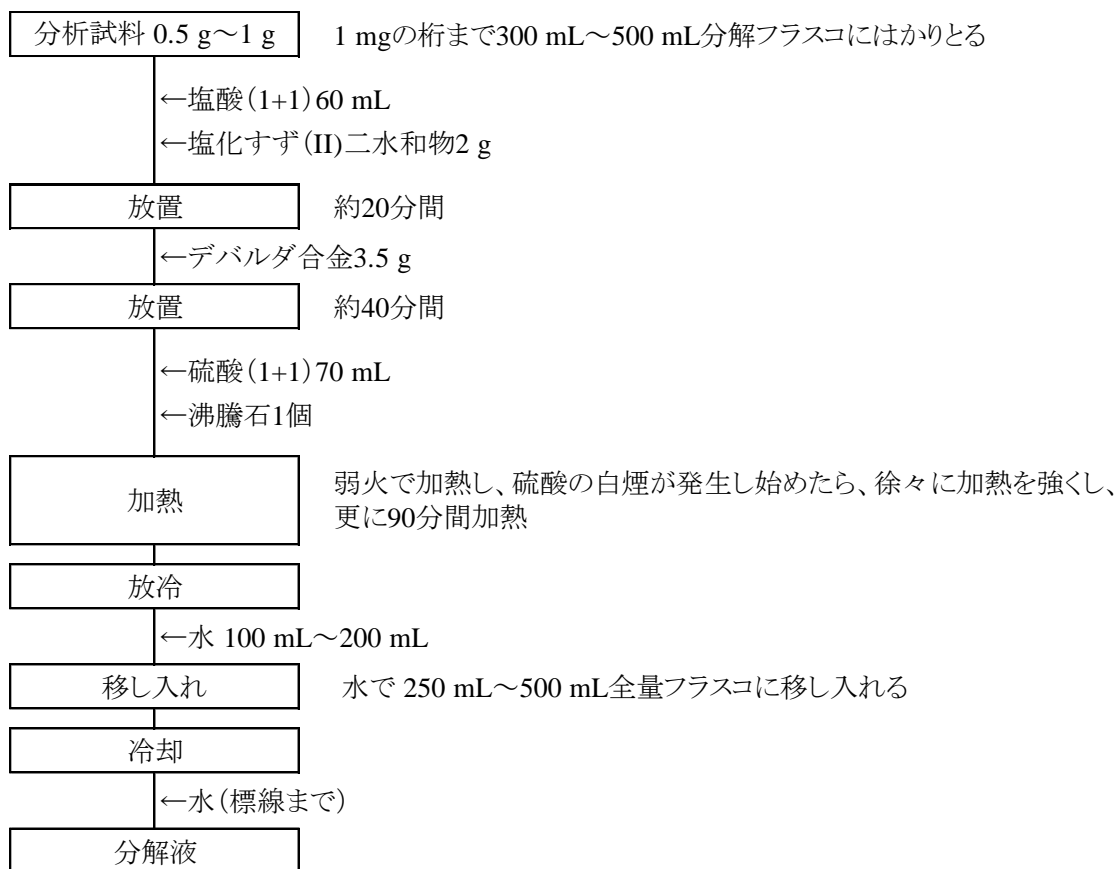 分析試料 0.5 g～1 g 1 mgの桁まで300 mL～500 mL分解フラスコにはかりとる
←塩酸（1+1）60 mL
←塩化すず(II)二水和物2 g
放置 約20分間
←デバルダ合金3.5 g
放置 約40分間
←硫酸（1+1）70 mL
←沸騰石1個
加熱 弱火で加熱し、硫酸の白煙が発生し始めたら、徐々に加熱を強くし、
更に90分間加熱
放冷
←水 100 mL～200 mL
移し入れ 水で 250 mL～500 mL全量フラスコに移し入れる
冷却
←水（標線まで）
分解液